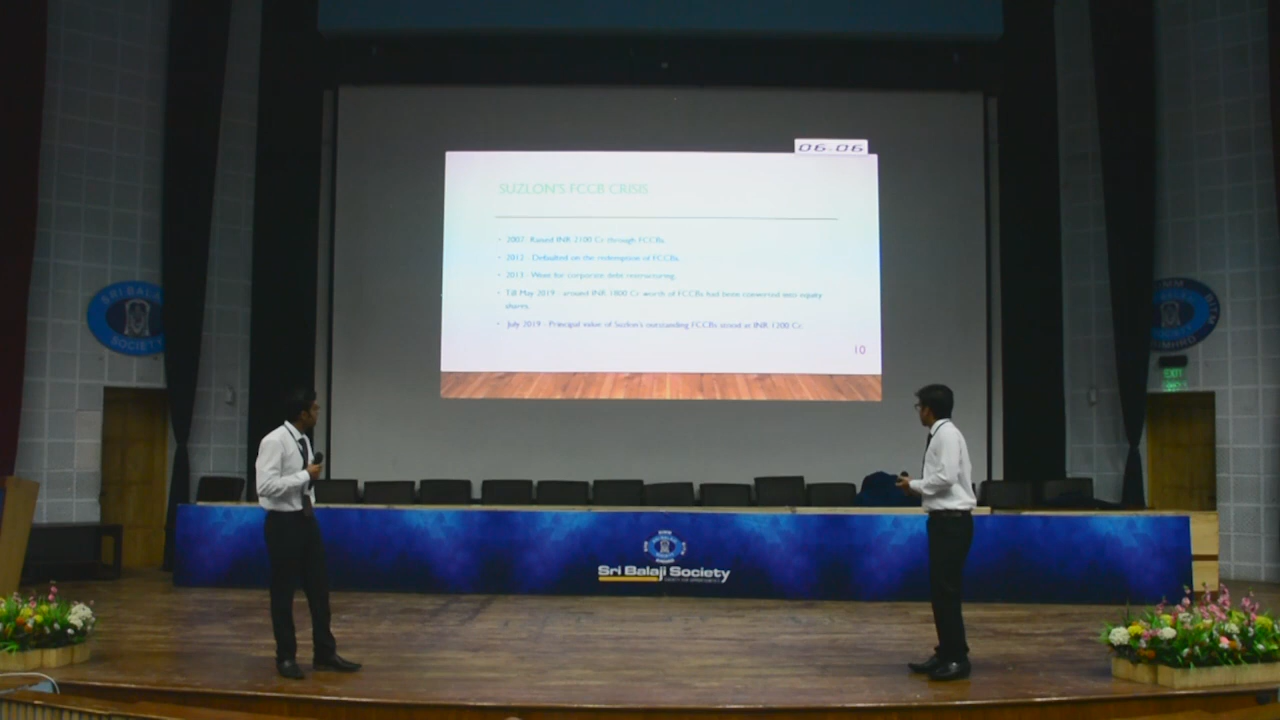 06:06
SUZLON'S FCCB CRISIS
• 2007- Raised INR 2100 Cr through FCCBs.
• 2012 - Defaulted on the redemption of FCCBs.
• 2013 - Went for corporate debt restructuring.
• Till May 2019 - around INR 1800 Cr worth of FCCBs had been converted into equity
shares.
• July 2019 - Principal value of Suzlon's outstanding FCCBs stood at INR 1200 Cr.
10
SRI BALA
SOCIETY
EXIT
Sri Balaji Society